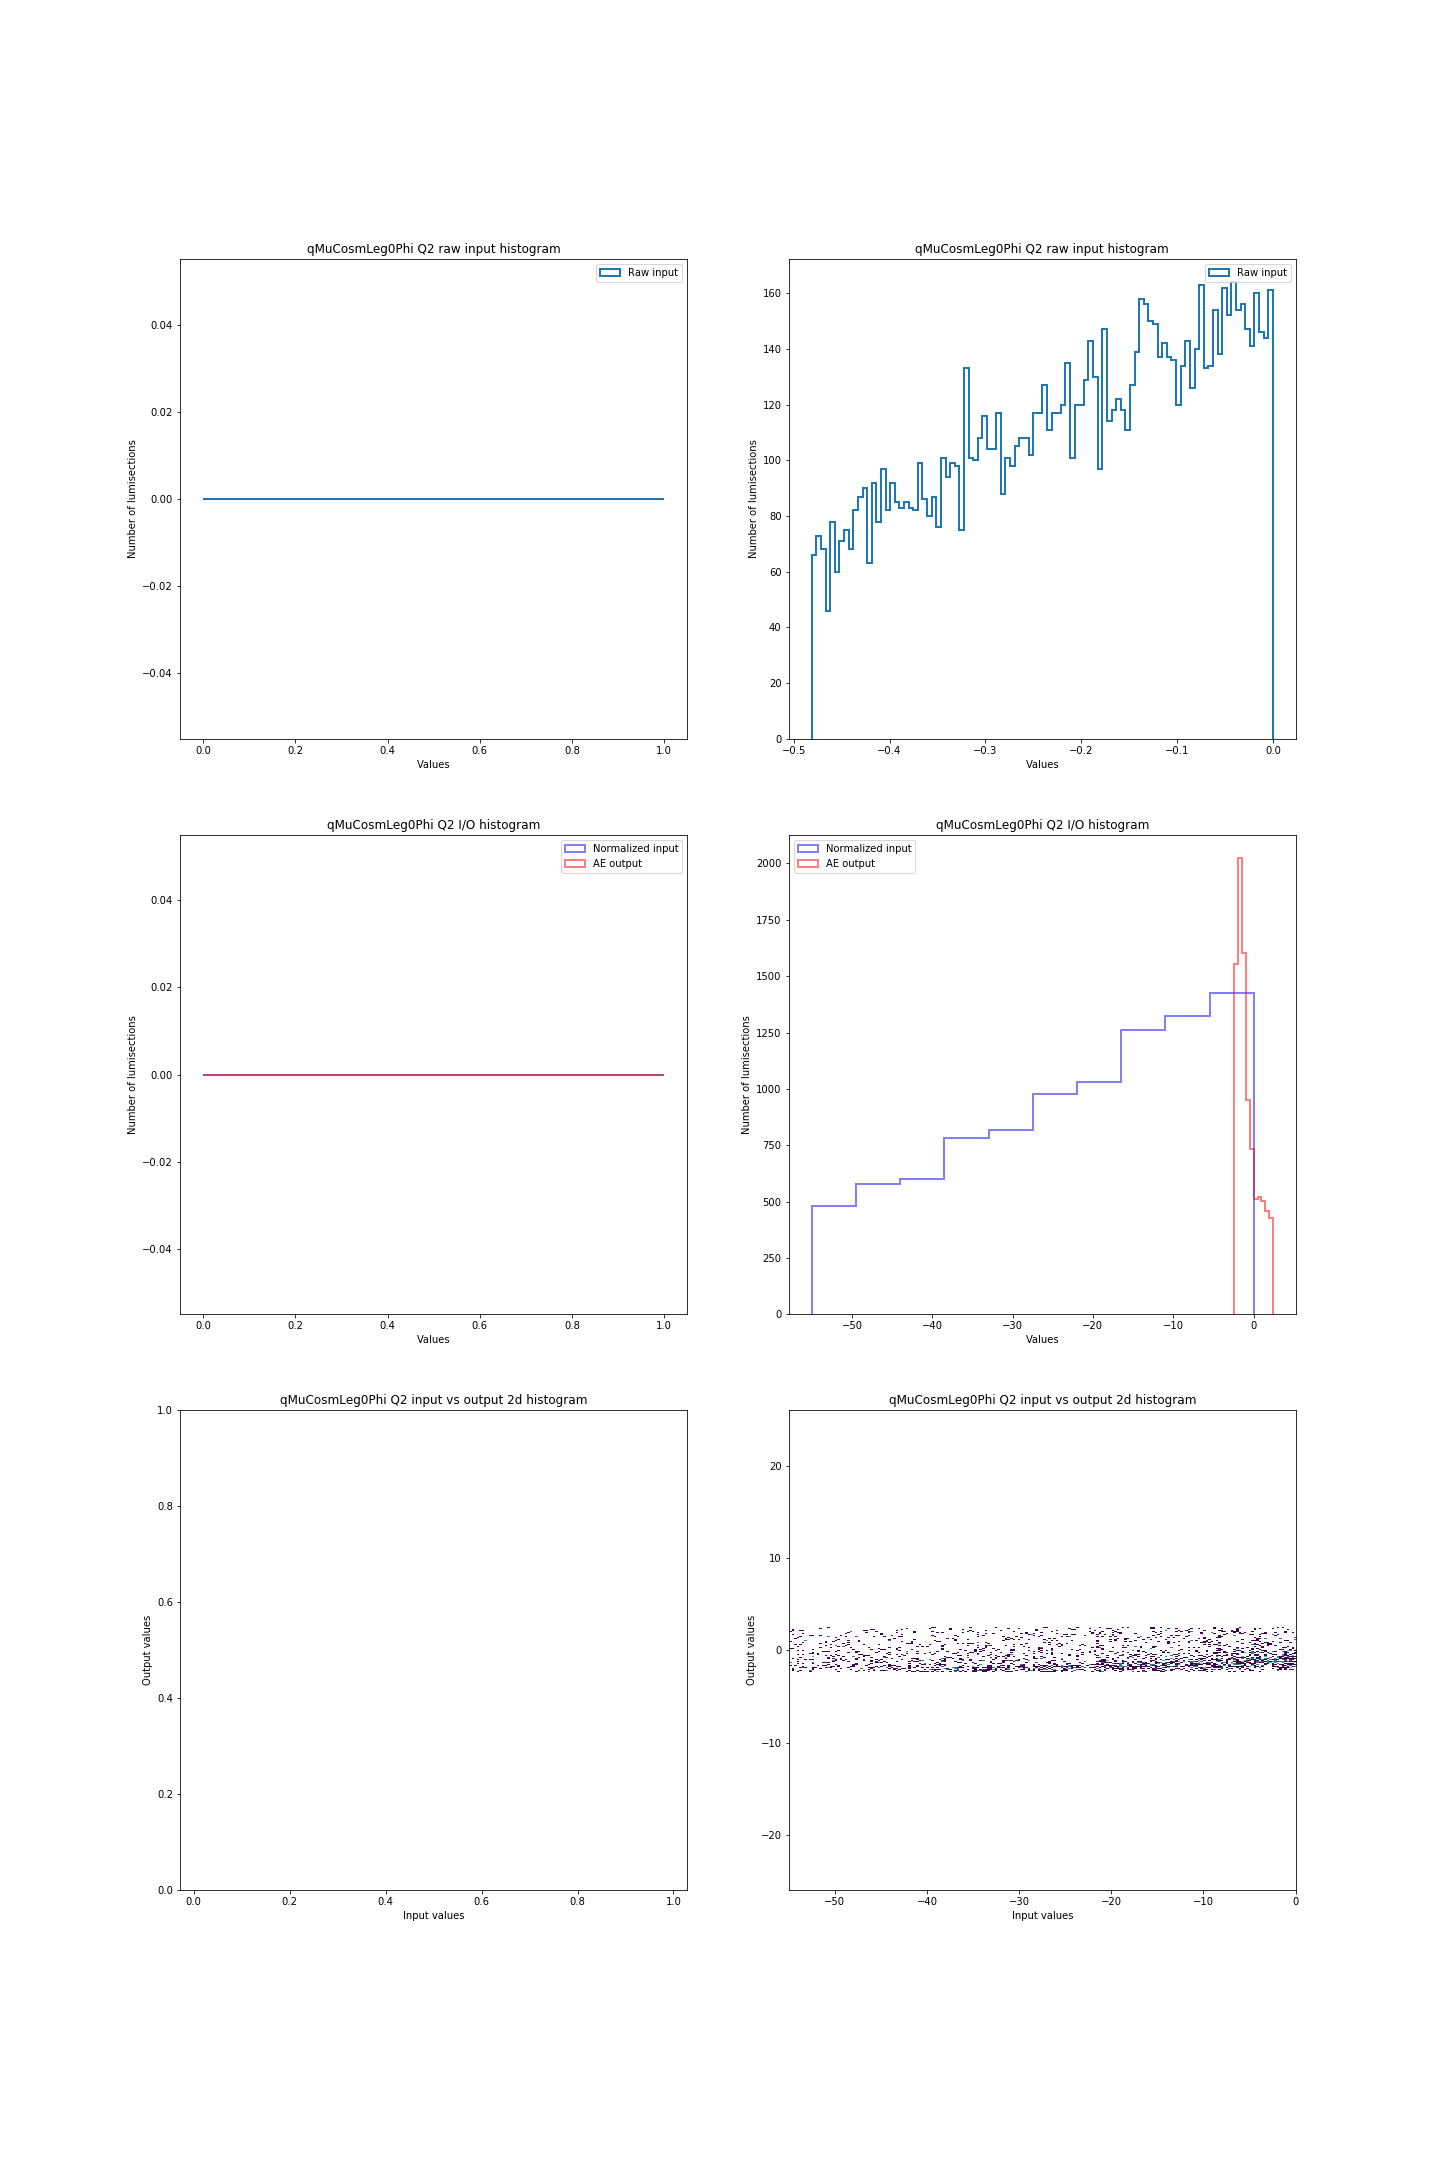 qMuCosmLeg0Phi Q2 raw input histogram
Raw input
0.04
0.02
0.00
−0.02
−0.04
Number of lumisections
0.0 0.2 0.4 0.6 0.8 1.0
Values
qMuCosmLeg0Phi Q2 raw input histogram
Raw input
160
140
120
100
80
60
40
20
0
Number of lumisections
−0.5 −0.4 −0.3 −0.2 −0.1 0.0
Values
qMuCosmLeg0Phi Q2 I/O histogram
Normalized input
AE output
0.04
0.02
0.00
−0.02
−0.04
Number of lumisections
0.0 0.2 0.4 0.6 0.8 1.0
Values
qMuCosmLeg0Phi Q2 I/O histogram
Normalized input
AE output
2000
1750
1500
1250
1000
750
500
250
0
Number of lumisections
−50 −40 −30 −20 −10 0
Values
qMuCosmLeg0Phi Q2 input vs output 2d histogram
1.0
0.8
0.6
0.4
0.2
0.0
Output values
0.0 0.2 0.4 0.6 0.8 1.0
Input values
qMuCosmLeg0Phi Q2 input vs output 2d histogram
20
10
0
−10
−20
Output values
−50 −40 −30 −20 −10 0
Input values